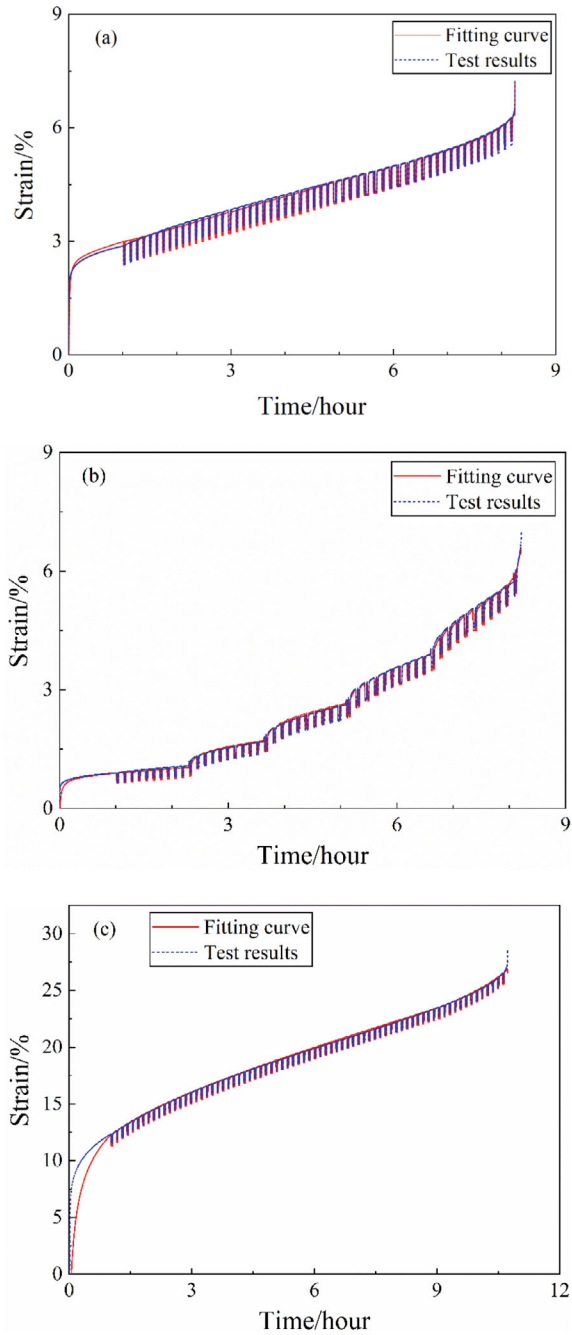 (a)
Fitting curve
Test results
9
6
3
0
Strain/%
0 3 6 9
Time/hour
(b)
Fitting curve
Test results
9
6
3
0
Strain/%
0 3 6 9
Time/hour
(c)
Fitting curve
Test results
30
25
20
15
10
5
0
Strain/%
0 3 6 9 12
Time/hour